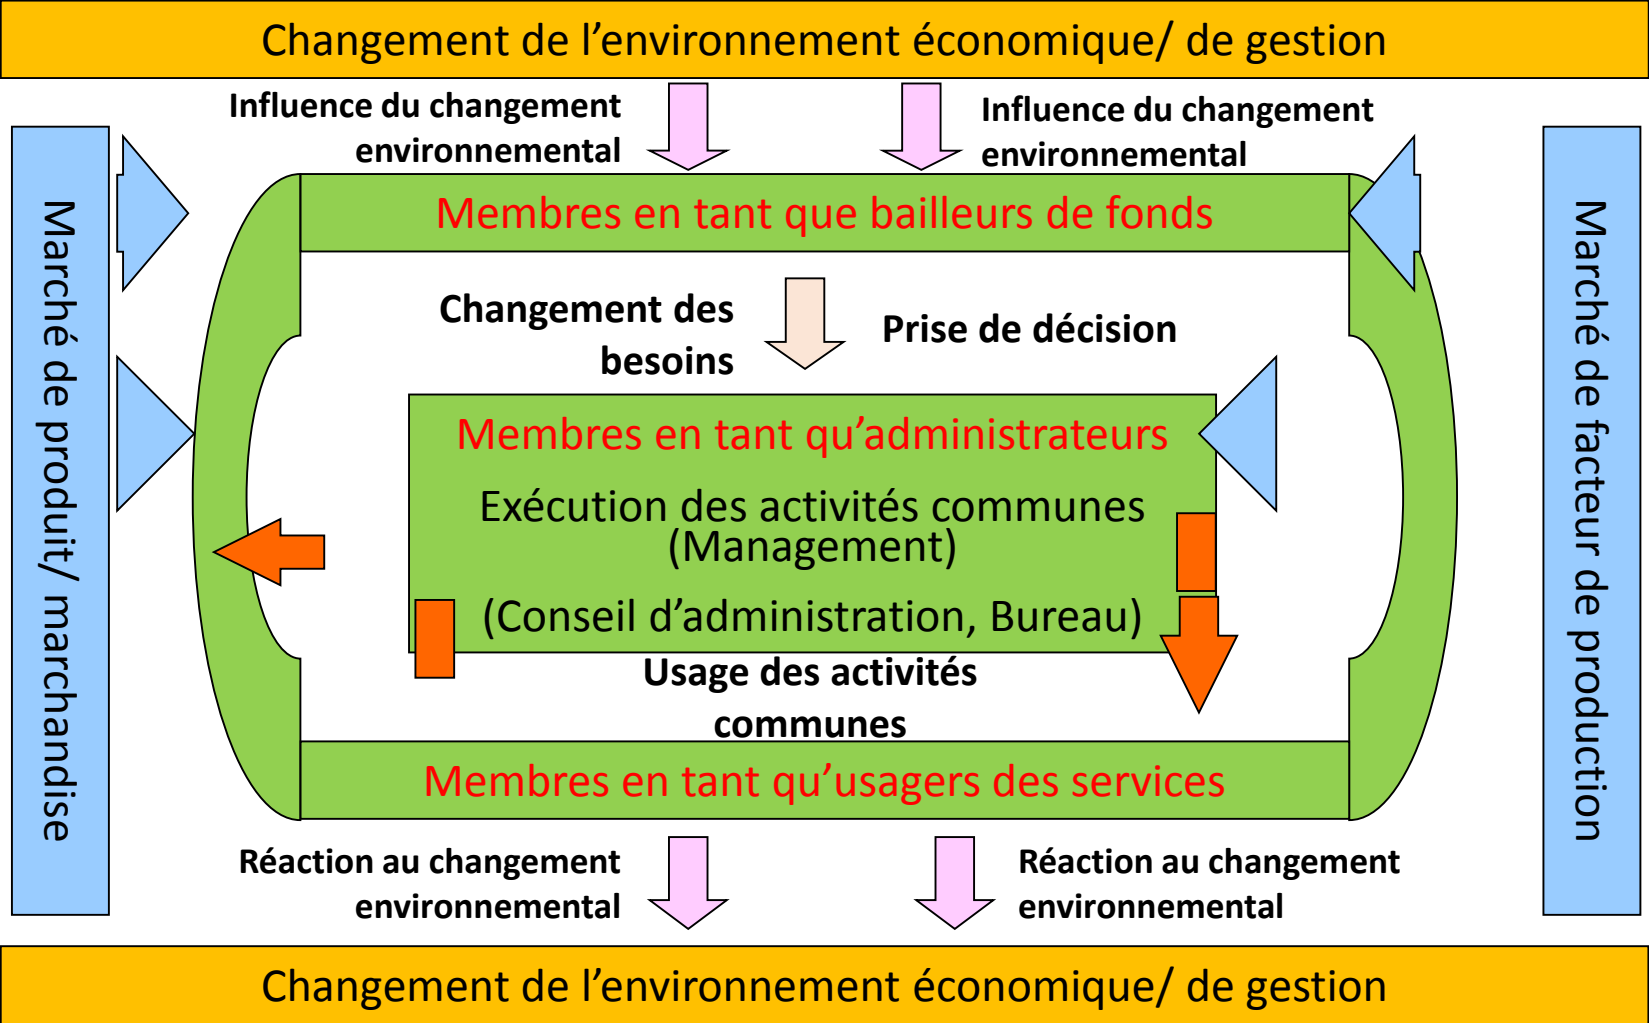 Changement de l’environnement économique/ de gestion
Influence du changement
environnemental
Influence du changement
environnemental
Marché de produit/ marchandise
Marché de facteur de production
Membres en tant que bailleurs de fonds
Changement des
besoins
Prise de décision
Membres en tant qu’administrateurs
Exécution des activités communes
(Management)
(Conseil d’administration, Bureau)
Usage des activités
communes
Membres en tant qu’usagers des services
Réaction au changement
environnemental
Réaction au changement
environnemental
Changement de l’environnement économique/ de gestion